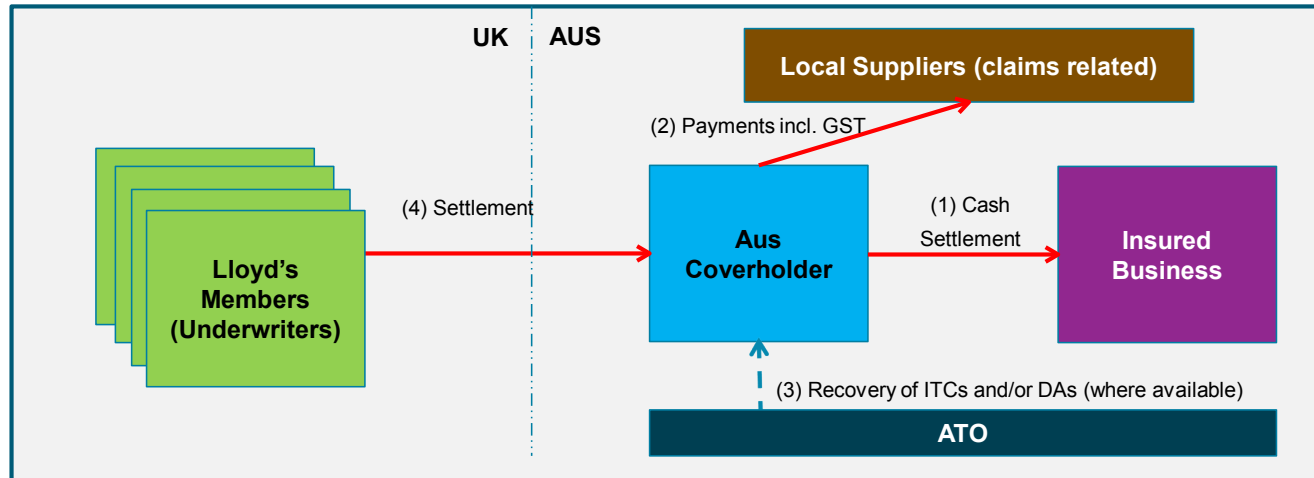 UK
AUS
Local Suppliers (claims related)
(2) Payments incl. GST
(4) Settlement
Lloyd’s
Members
(Underwriters)
Aus
Coverholder
(1) Cash
Settlement
Insured
Business
(3) Recovery of ITCs and/or DAs (where available)
ATO